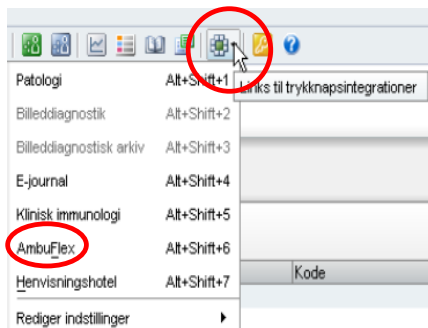 Patologi Alt+Shift+1
Links til trykknapsintegrationer
Billeddiagnostik Alt+Shift+2
Billeddiagnostisk arkiv Alt+Shift+3
E-journal Alt+Shift+4
Klinisk immunologi Alt+Shift+5
AmbuFlex Alt+Shift+6
Henvisningshotel Alt+Shift+7
Kode
Rediger indstillinger